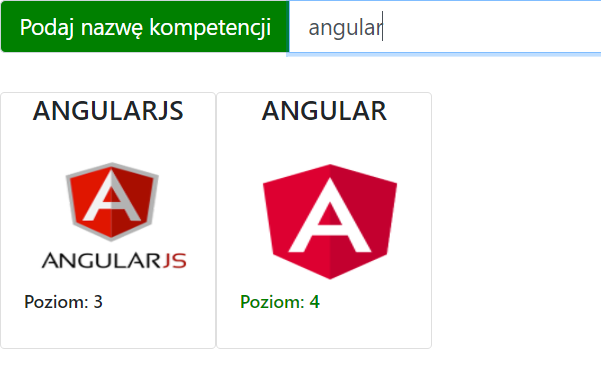 Podaj nazwę kompetencji angular
ANGULARJS ANGULAR
A A
ANGULARJS
Poziom: 3 Poziom: 4